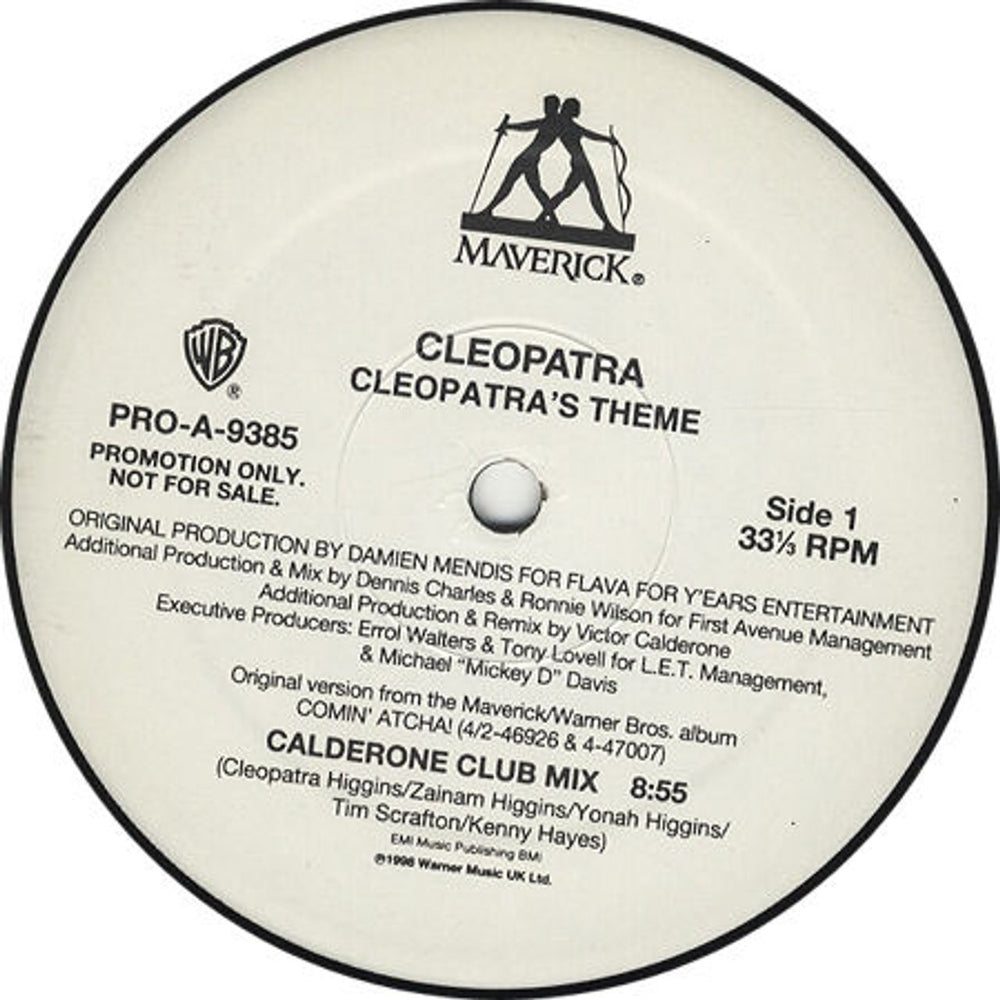 MAVERICK®
CLEOPATRA
CLEOPATRA'S THEME
WB®
PRO-A-9385
PROMOTION ONLY.
NOT FOR SALE.
Side 1
33⅓ RPM
ORIGINAL PRODUCTION BY DAMIEN MENDIS FOR FLAVA FOR Y'EARS ENTERTAINMENT
Additional Production & Mix by Dennis Charles & Ronnie Wilson for First Avenue Management
Additional Production & Remix by Victor Calderone
Executive Producers: Errol Walters & Tony Lovell for L.E.T. Management,
& Michael "Mickey D" Davis
Original version from the Maverick/Warner Bros. album
COMIN' ATCHA! (4/2-46926 & 4-47007)
CALDERONE CLUB MIX 8:55
(Cleopatra Higgins/Zainam Higgins/Yonah Higgins/
Tim Scrafton/Kenny Hayes)
EMI Music Publishing BMI
℗1998 Warner Music UK Ltd.